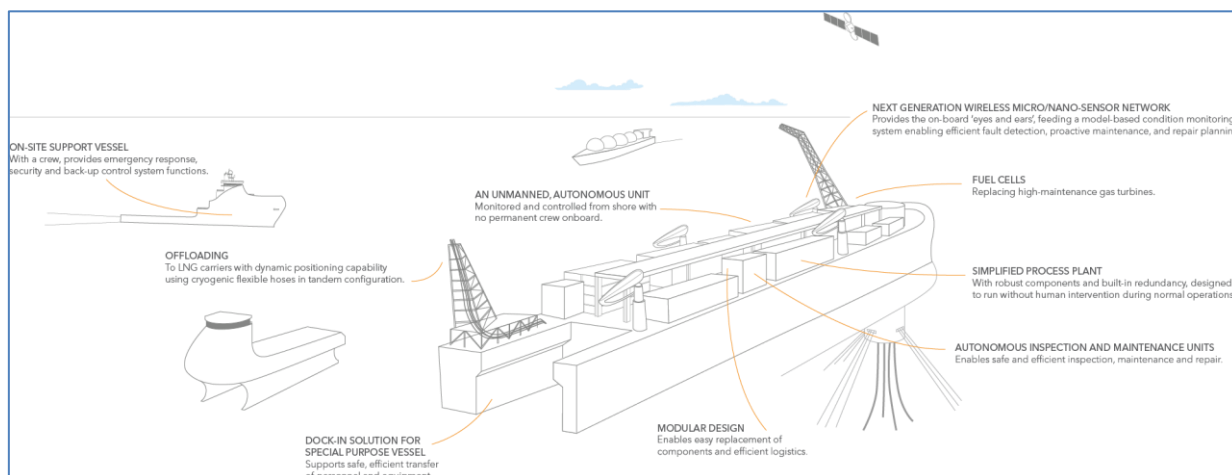 NEXT GENERATION WIRELESS MICRO/NANO-SENSOR NETWORK
Provides the on-board 'eyes and ears', feeding a model-based condition monitoring
system enabling efficient fault detection, proactive maintenance, and repair planning
ON-SITE SUPPORT VESSEL
With a crew, provides emergency response,
security and back-up control system functions.
AN UNMANNED, AUTONOMOUS UNIT
Monitored and controlled from shore with
no permanent crew onboard.
FUEL CELLS
Replacing high-maintenance gas turbines.
OFFLOADING
To LNG carriers with dynamic positioning capability
using cryogenic flexible hoses in tandem configuration.
SIMPLIFIED PROCESS PLANT
With robust components and built-in redundancy, designed
to run without human intervention during normal operations
AUTONOMOUS INSPECTION AND MAINTENANCE UNITS
Enables safe and efficient inspection, maintenance and repair.
MODULAR DESIGN
Enables easy replacement of
components and efficient logistics.
DOCK-IN SOLUTION FOR
SPECIAL PURPOSE VESSEL
Supports safe, efficient transfer
of personnel and equipment